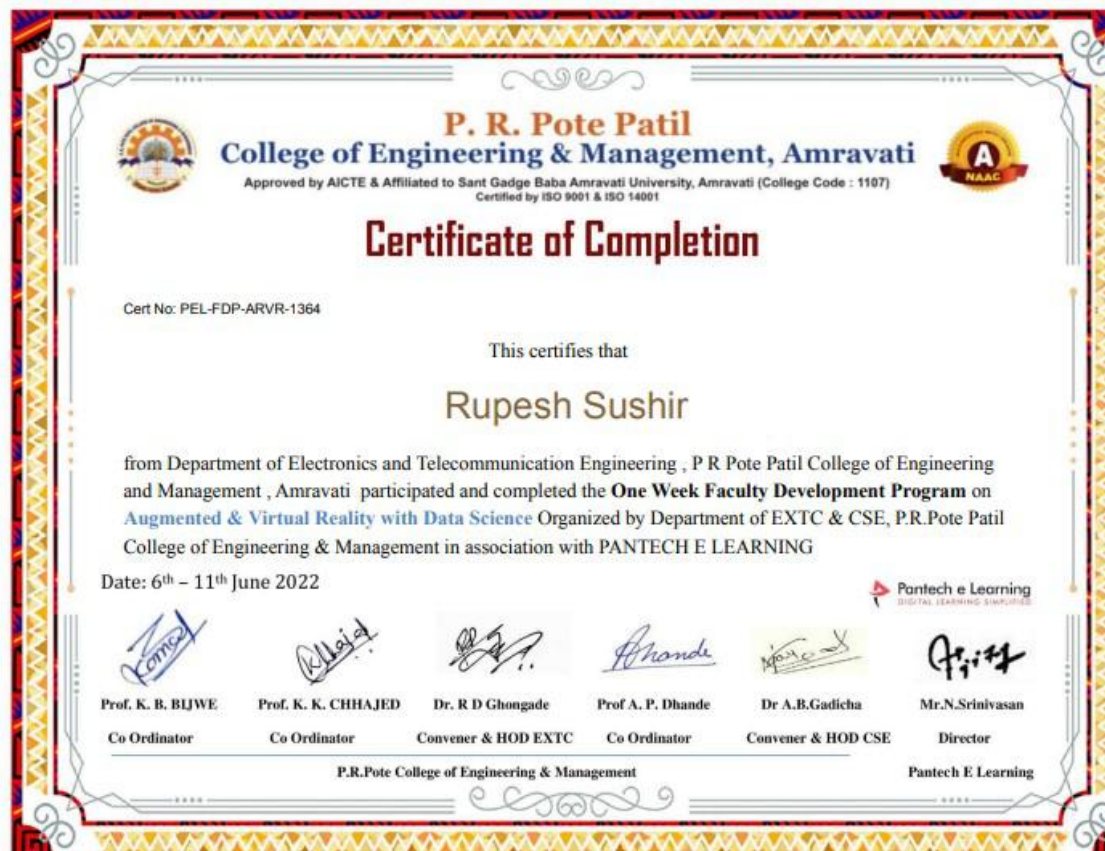 P. R. Pote Patil
College of Engineering & Management, Amravati
Approved by AICTE & Affiliated to Sant Gadge Baba Amravati University, Amravati (College Code : 1107)
Certified by ISO 9001 & ISO 14001
A
NAAC
Certificate of Completion
Cert No: PEL-FDP-ARVR-1364
This certifies that
Rupesh Sushir
from Department of Electronics and Telecommunication Engineering , P R Pote Patil College of Engineering
and Management , Amravati participated and completed the One Week Faculty Development Program on
Augmented & Virtual Reality with Data Science Organized by Department of EXTC & CSE, P.R.Pote Patil
College of Engineering & Management in association with PANTECH E LEARNING
Date: 6th – 11th June 2022
Pantech e Learning
DIGITAL LEARNING SIMPLIFIED
Prof. K. B. BIJWE Prof. K. K. CHHAJED Dr. R D Ghongade Prof A. P. Dhande Dr A.B.Gadicha Mr.N.Srinivasan
Co Ordinator Co Ordinator Convener & HOD EXTC Co Ordinator Convener & HOD CSE Director
P.R.Pote College of Engineering & Management Pantech E Learning